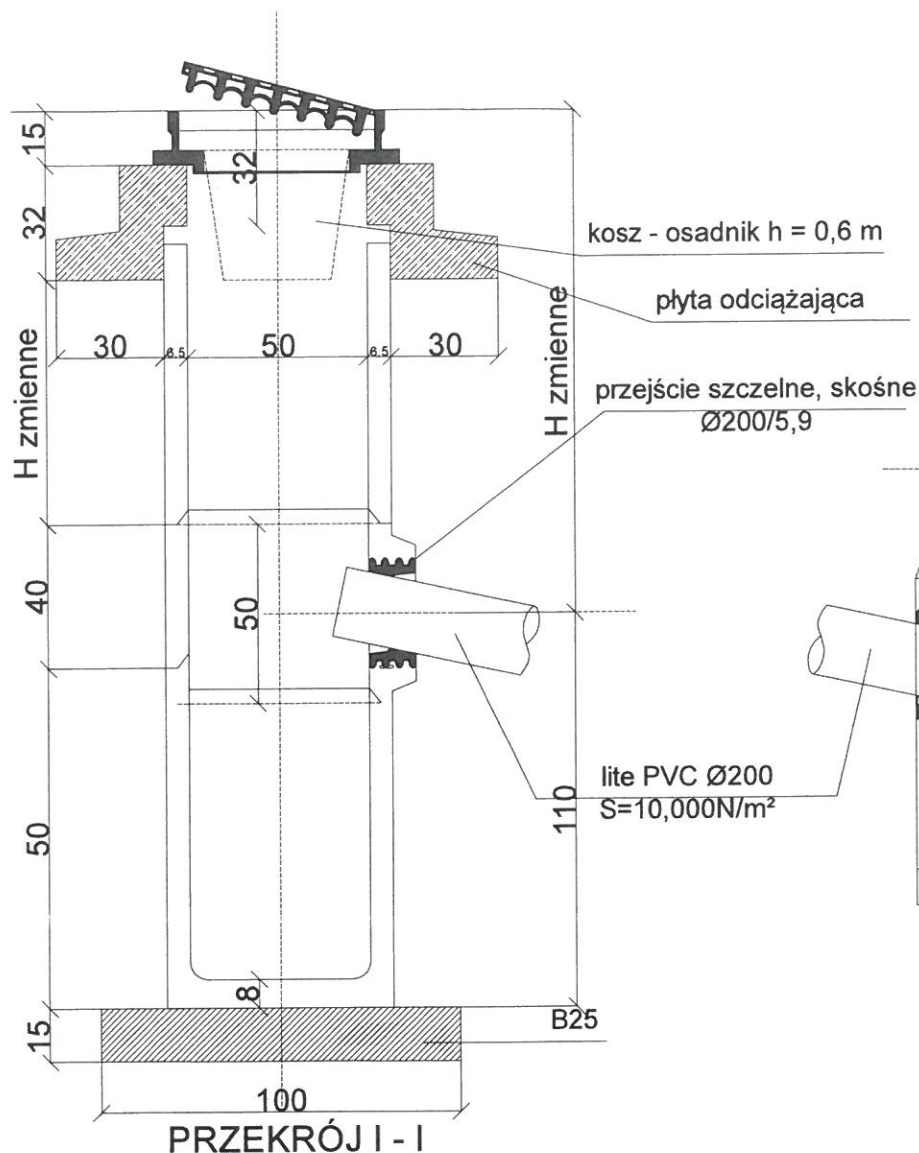 15
32
32
kosz - osadnik h = 0,6 m
płyta odciążająca
30
6.5
50
6.5
30
H zmienne
H zmienne
przejście szczelne, skośne
Ø200/5,9
40
50
lite PVC Ø200
S=10,000N/m²
110
50
8
15
B25
100
PRZEKRÓJ I - I